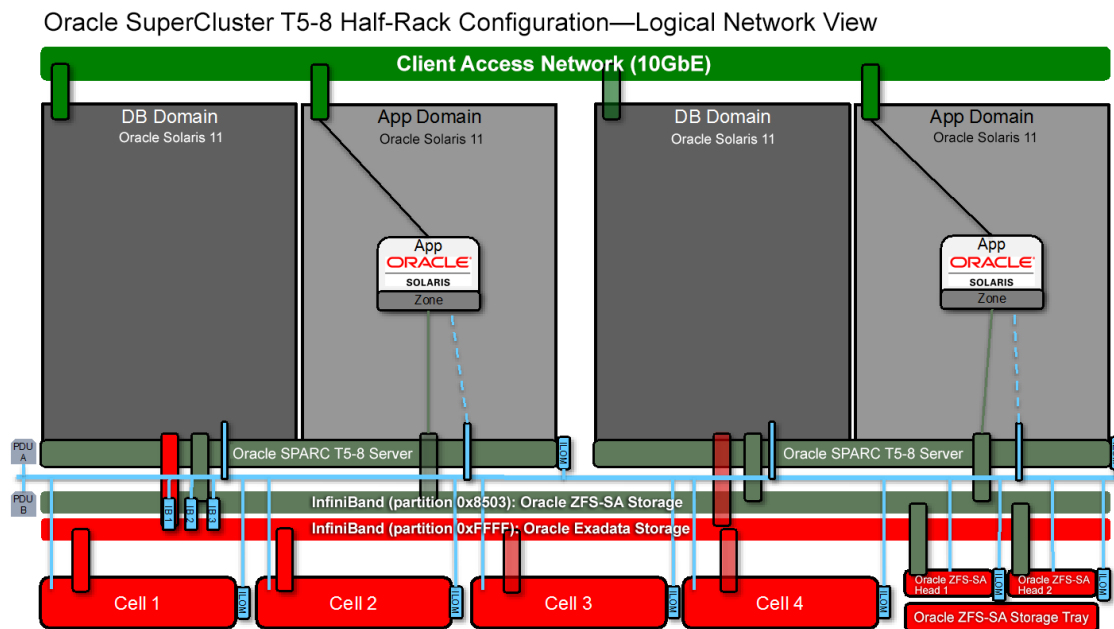 Oracle SuperCluster T5-8 Half-Rack Configuration—Logical Network View
Client Access Network (10GbE)
DB Domain
Oracle Solaris 11
App Domain
Oracle Solaris 11
DB Domain
Oracle Solaris 11
App Domain
Oracle Solaris 11
App
ORACLE
SOLARIS
Zone
App
ORACLE
SOLARIS
Zone
PDU
A
Oracle SPARC T5-8 Server
ILOM
Oracle SPARC T5-8 Server
PDU
B
IB 1
IB 2
IB 3
InfiniBand (partition 0x8503): Oracle ZFS-SA Storage
InfiniBand (partition 0xFFFF): Oracle Exadata Storage
Cell 1
ILOM
Cell 2
ILOM
Cell 3
ILOM
Cell 4
ILOM
Oracle ZFS-SA
Head 1
ILOM
Oracle ZFS-SA
Head 2
ILOM
Oracle ZFS-SA Storage Tray